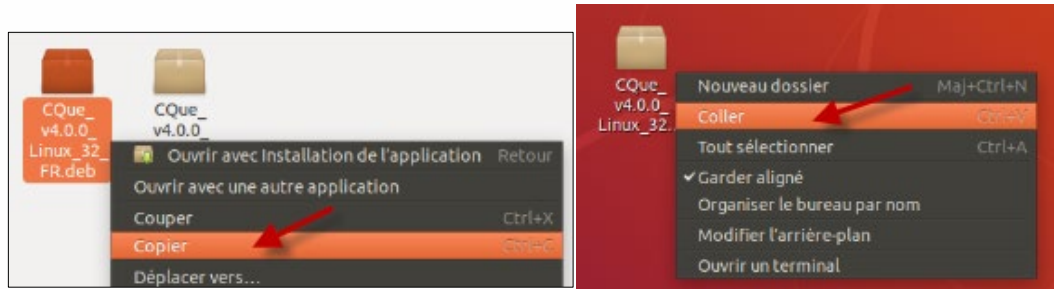 CQue_
v4.0.0_
Linux_32_
FR.deb
CQue_
v4.0.0_
Ouvrir avec Installation de l'application Retour
Ouvrir avec une autre application
Couper Ctrl+X
Copier Ctrl+C
Déplacer vers...
CQue_
v4.0.0_
Linux_32...
Nouveau dossier Maj+Ctrl+N
Coller Ctrl+V
Tout sélectionner Ctrl+A
✔Garder aligné
Organiser le bureau par nom
Modifier l'arrière-plan
Ouvrir un terminal